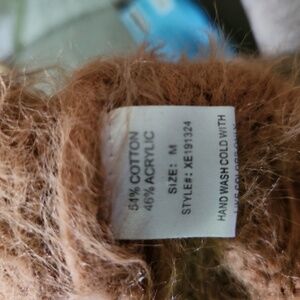 54% COTTON
46% ACRYLIC
SIZE: M
STYLE#: XE191324
HAND WASH COLD WITH